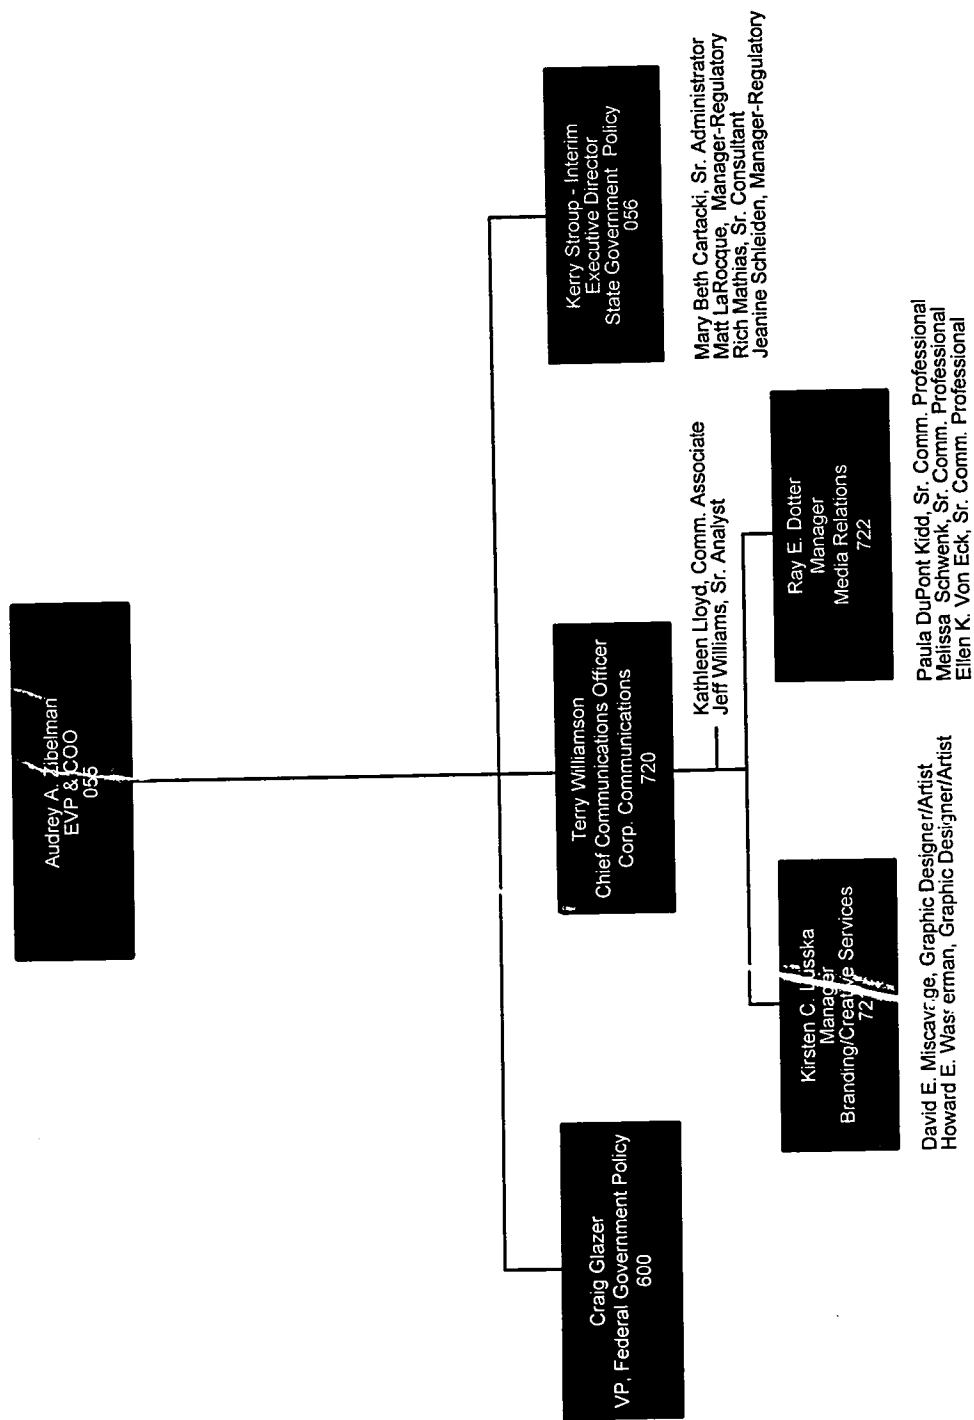 Audrey A. Zibelman
EVP & COO
055
Craig Glazer
VP, Federal Government Policy
600
Terry Williamson
Chief Communications Officer
Corp. Communications
720
Kerry Stroup - Interim
Executive Director
State Government Policy
056
Kathleen Lloyd, Comm. Associate
Jeff Williams, Sr. Analyst
Mary Beth Cartacki, Sr. Administrator
Matt LaRocque, Manager-Regulatory
Rich Mathias, Sr. Consultant
Jeanine Schleiden, Manager-Regulatory
Kirsten C.
Manager
Branding/Creative Services
Ray E. Dotter
Manager
Media Relations
722
David E. Miscavage, Graphic Designer/Artist
Howard E. Wasserman, Graphic Designer/Artist
Paula DuPont Kidd, Sr. Comm. Professional
Melissa Schwenk, Sr. Comm. Professional
Ellen K. Von Eck, Sr. Comm. Professional